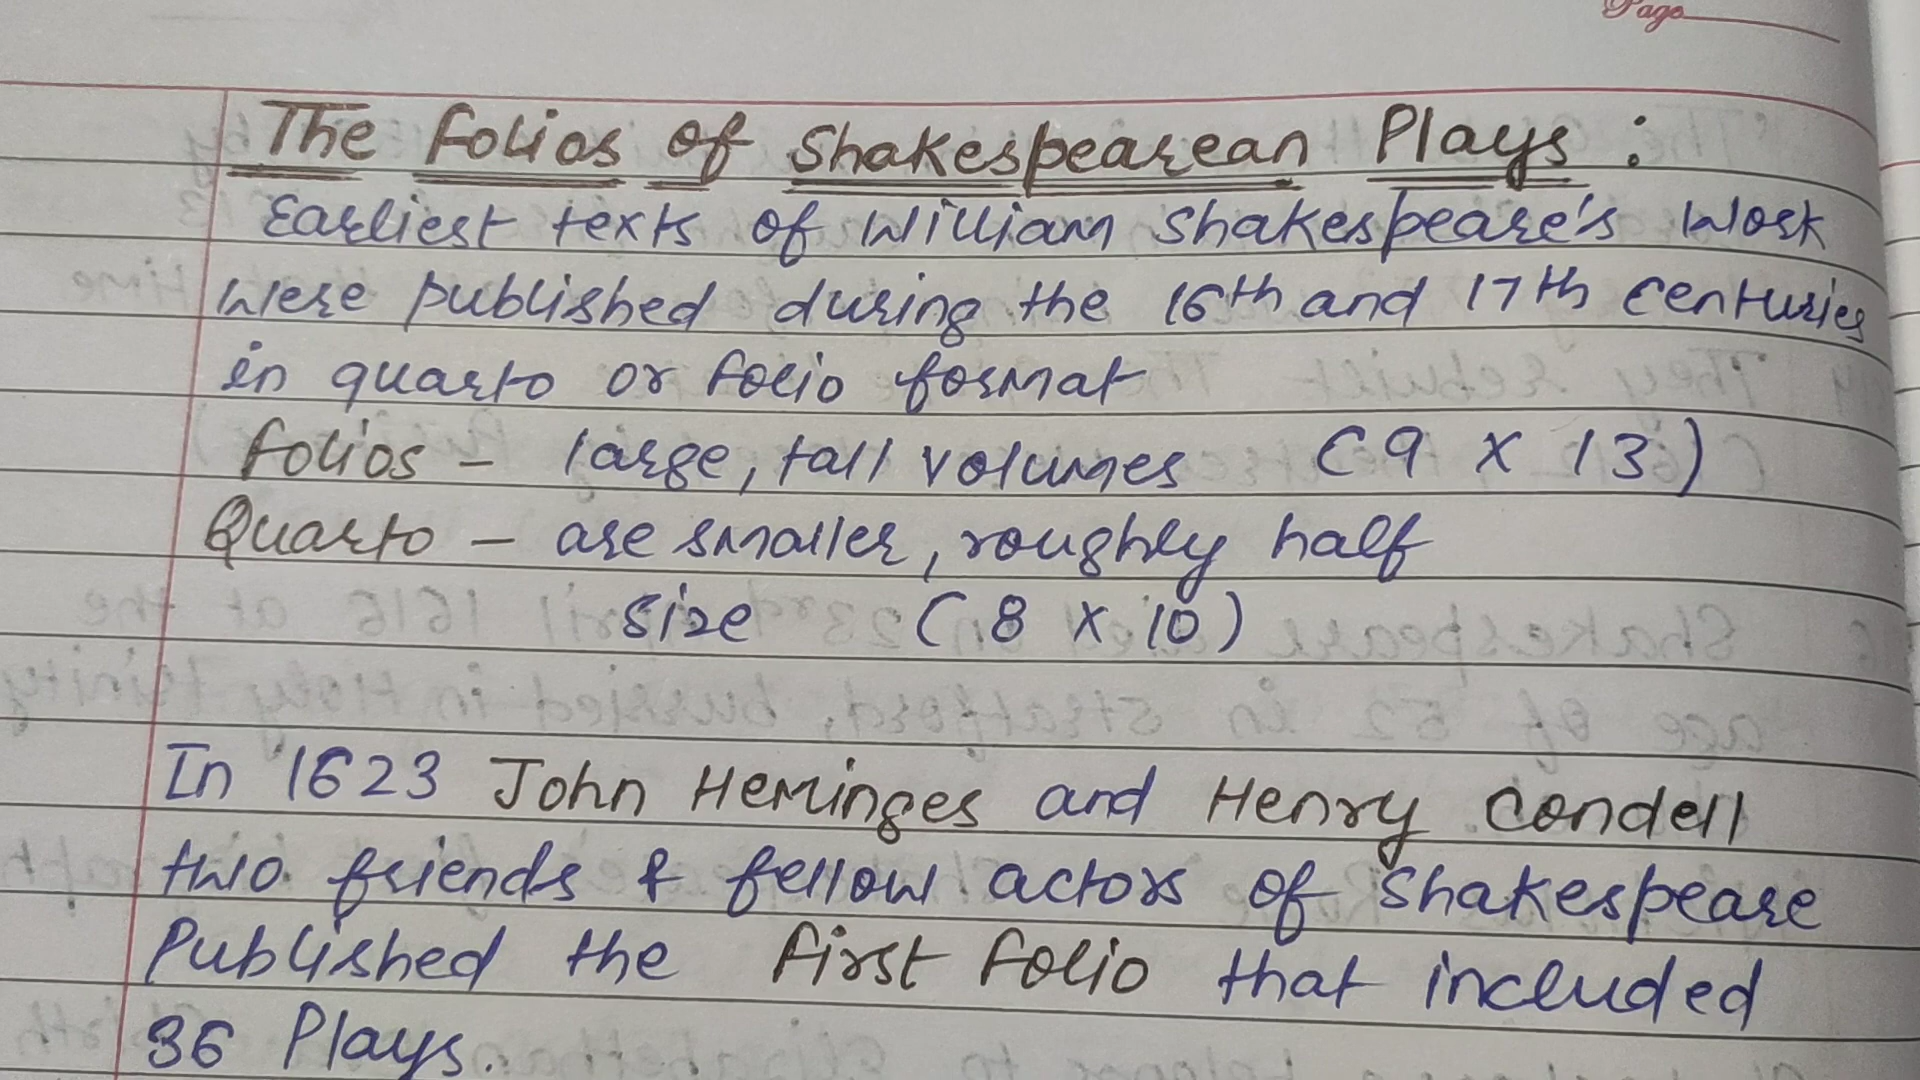 Page
The Folios of Shakespearean Plays :
Earliest texts of William Shakespeare's Work
were published during the 16th and 17th centuries
in quarto or folio format
Folios - large, tall volumes (9 X 13)
Quarto - are smaller, roughly half
size (8 X 10)
In 1623 John Heminges and Henry Condell
two friends & fellow actors of Shakespeare
Published the First Folio that included
36 Plays.